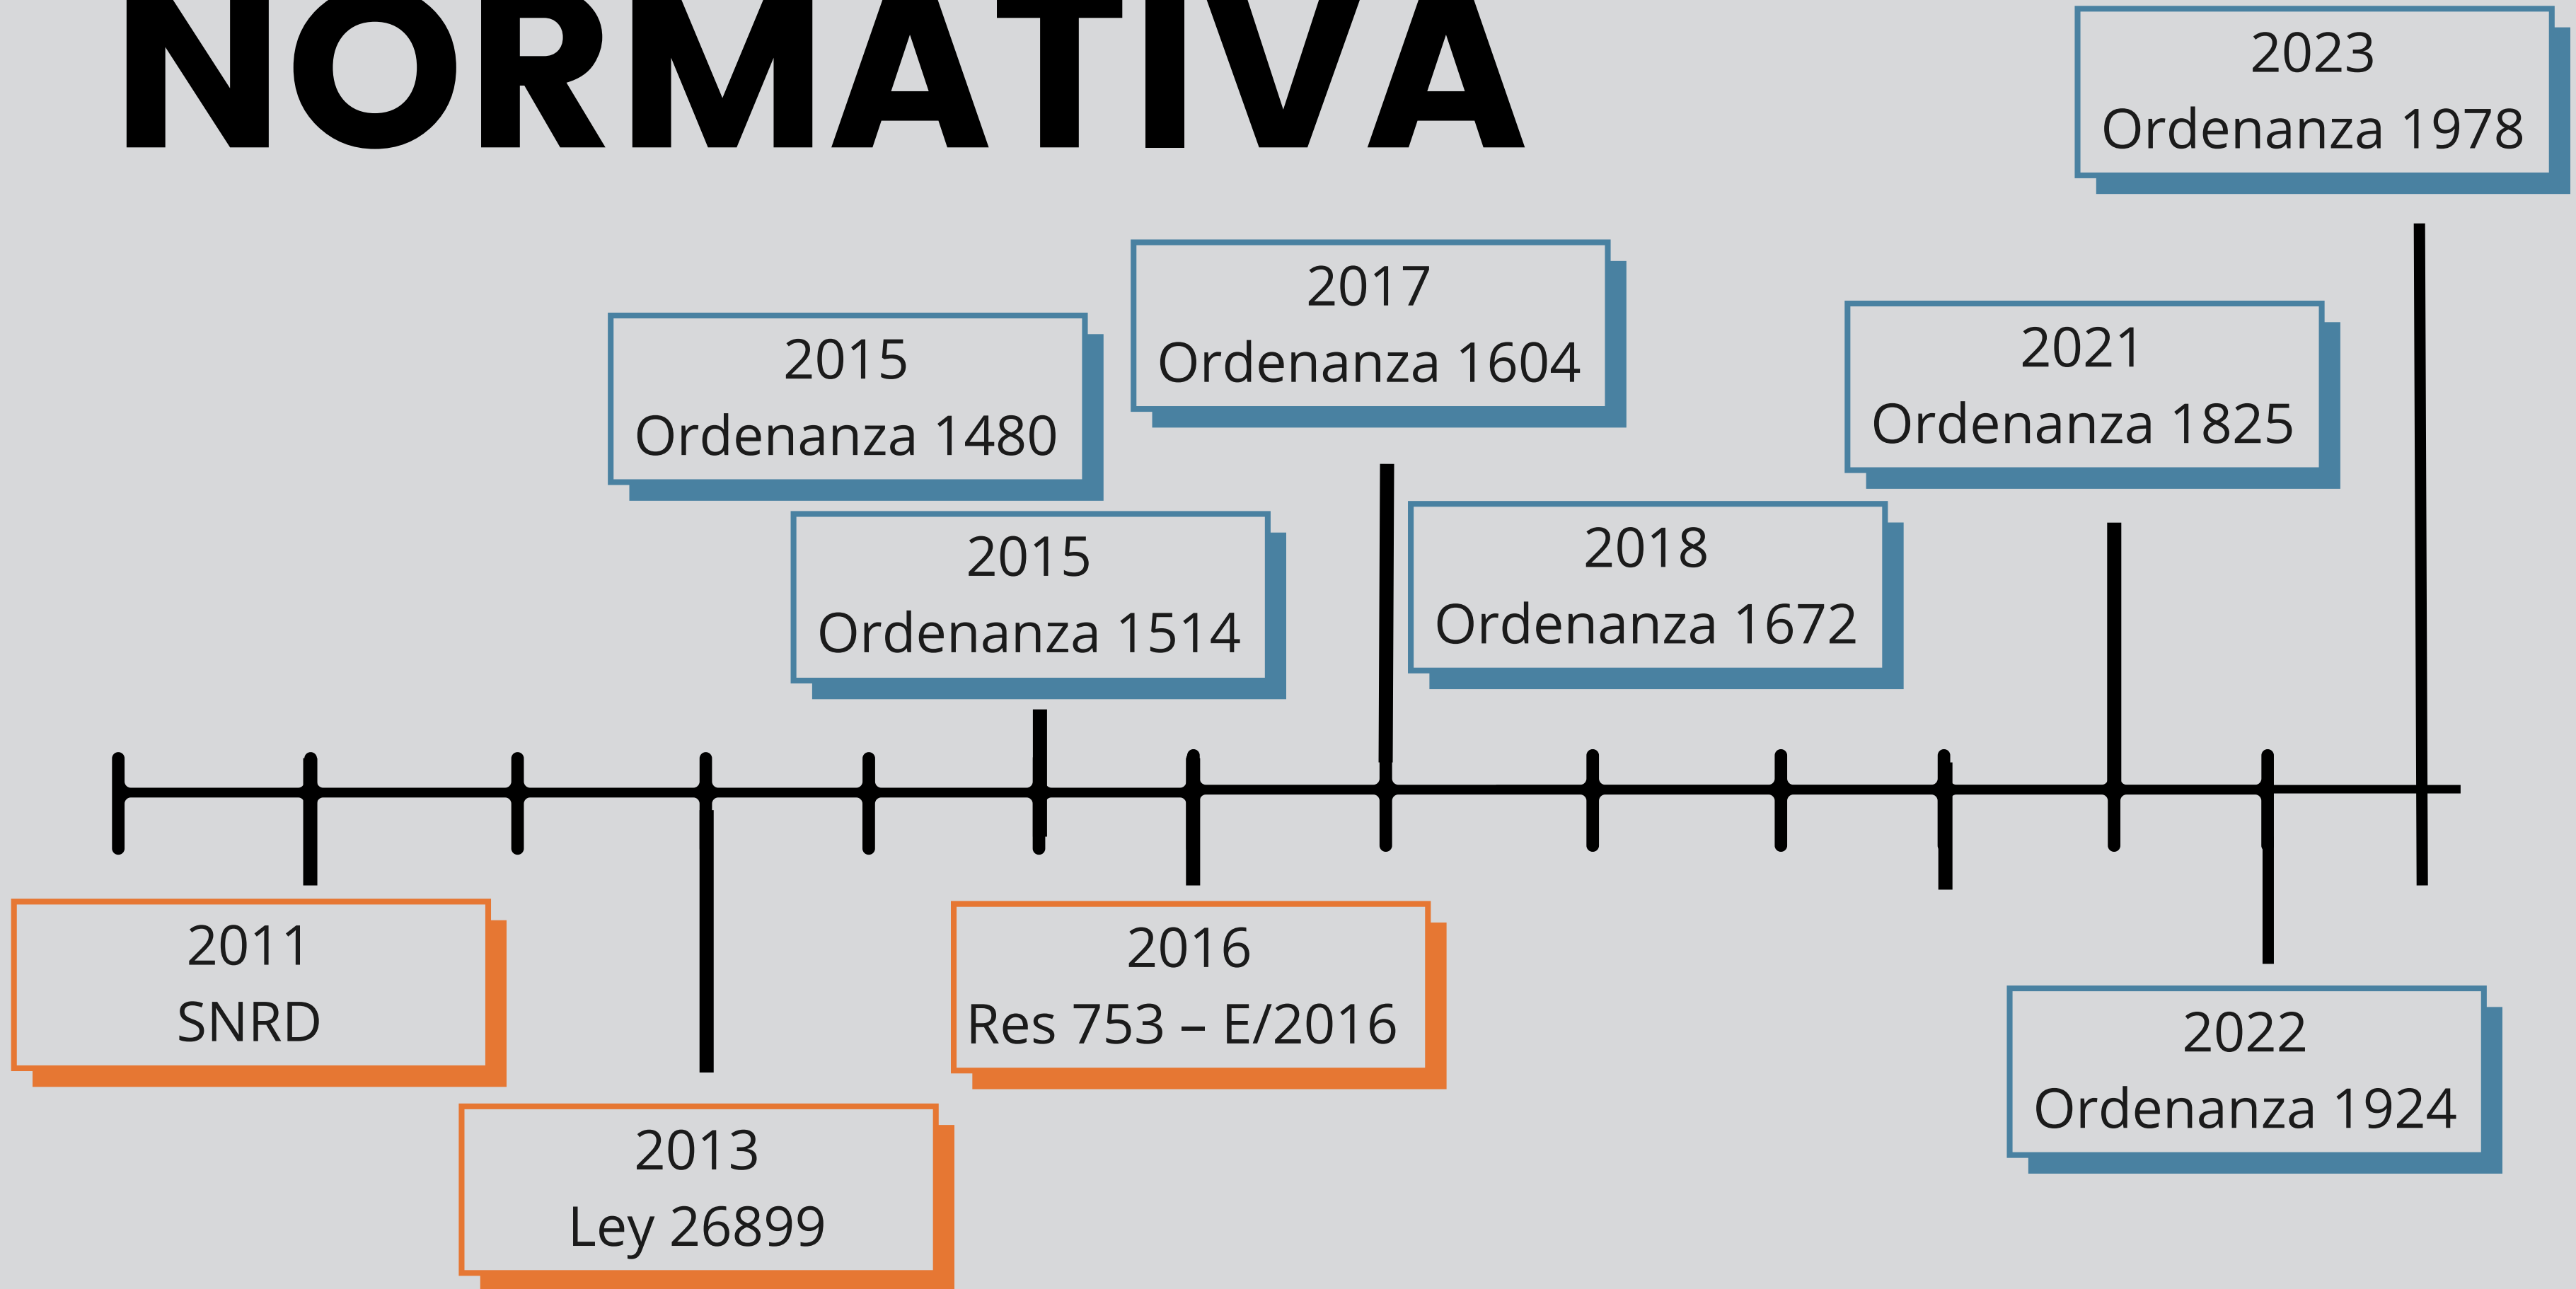 NORMATIVA
2023
Ordenanza 1978
2017
Ordenanza 1604
2021
Ordenanza 1825
2015
Ordenanza 1480
2018
Ordenanza 1672
2015
Ordenanza 1514
2011
SNRD
2016
Res 753 – E/2016
2022
Ordenanza 1924
2013
Ley 26899